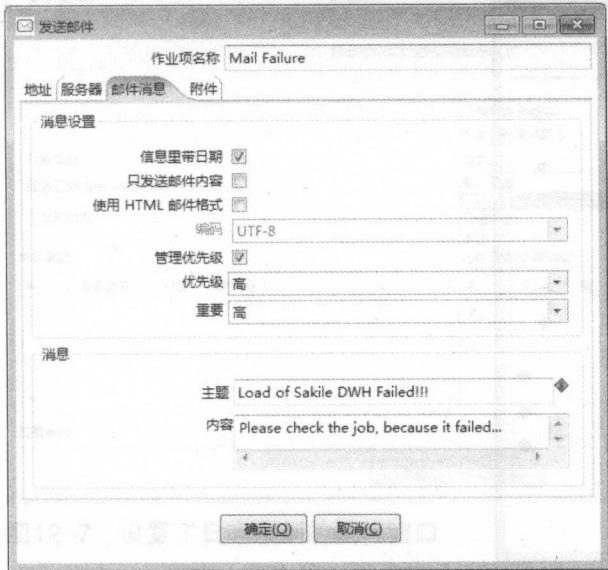 发送邮件
作业项名称 Mail Failure
地址 服务器 邮件消息 附件
消息设置
信息里带日期
只发送邮件内容
使用 HTML 邮件格式
编码 UTF-8
管理优先级
优先级 高
重要 高
消息
主题 Load of Sakile DWH Failed!!!
内容 Please check the job, because it failed...
确定(O) 取消(C)